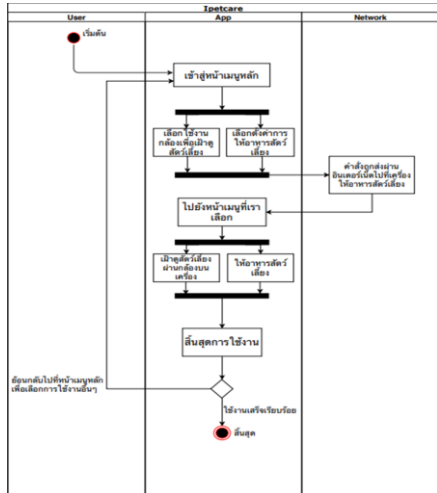 Ipetcare
User
App
Network
เริ่มต้น
เข้าสู่หน้าเมนูหลัก
เลือกใช้งาน
กล้องเพื่อเฝ้าดู
สัตว์เลี้ยง
เลือกตั้งค่าการ
ให้อาหารสัตว์
เลี้ยง
คำสั่งถูกส่งผ่าน
อินเตอร์เน็ตไปที่เครื่อง
ให้อาหารสัตว์เลี้ยง
ไปยังหน้าเมนูที่เรา
เลือก
เฝ้าดูสัตว์เลี้ยง
ผ่านกล้องบน
เครื่อง
ให้อาหารสัตว์
เลี้ยง
สิ้นสุดการใช้งาน
ย้อนกลับไปที่หน้าเมนูหลัก
เพื่อเลือกการใช้งานอื่นๆ
ใช้งานเสร็จเรียบร้อย
สิ้นสุด